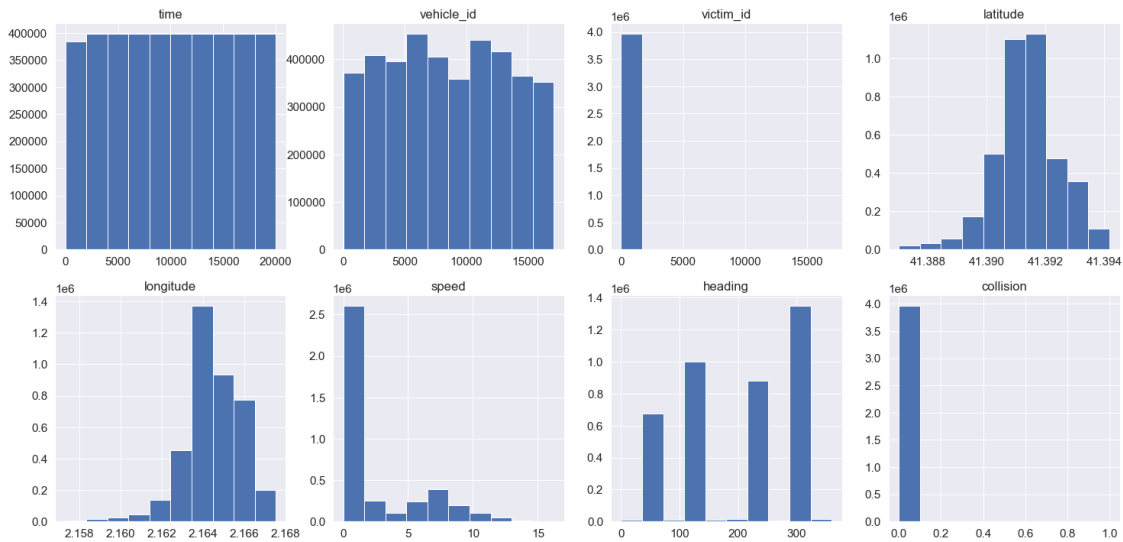 time
400000
350000
300000
250000
200000
150000
100000
50000
0
0 5000 10000 15000 20000
vehicle_id
400000
300000
200000
100000
0
0 5000 10000 15000
victim_id
1e6
4.0
3.5
3.0
2.5
2.0
1.5
1.0
0.5
0.0
0 5000 10000 15000
latitude
1e6
1.0
0.8
0.6
0.4
0.2
0.0
41.388 41.390 41.392 41.394
longitude
1e6
1.4
1.2
1.0
0.8
0.6
0.4
0.2
0.0
2.158 2.160 2.162 2.164 2.166 2.168
speed
1e6
2.5
2.0
1.5
1.0
0.5
0.0
0 5 10 15
heading
1e6
1.4
1.2
1.0
0.8
0.6
0.4
0.2
0.0
0 100 200 300
collision
1e6
4.0
3.5
3.0
2.5
2.0
1.5
1.0
0.5
0.0
0.0 0.2 0.4 0.6 0.8 1.0